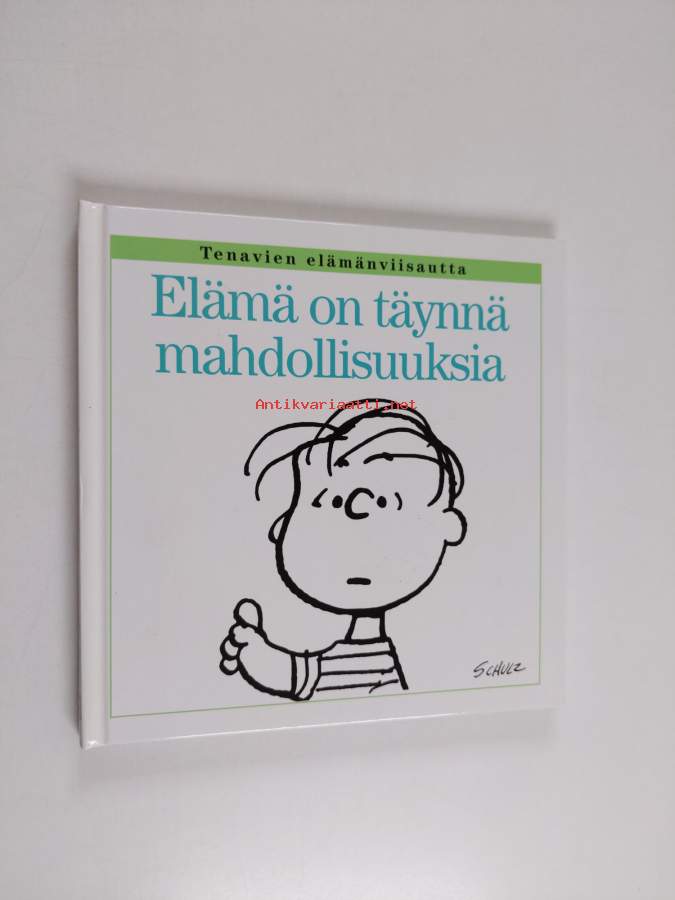 Tenavien elämänviisautta
Elämä on täynnä
mahdollisuuksia
Antikvariaatti.net
SCHULZ